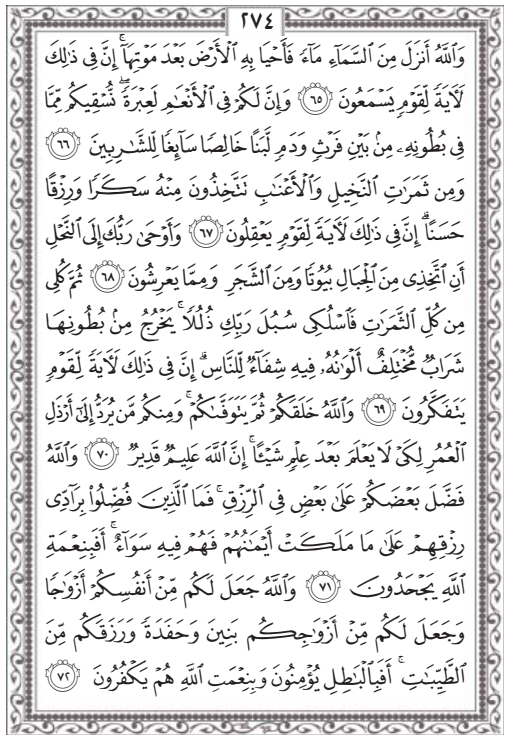 ٢٧٤
وَٱللَّهُ أَنزَلَ مِنَ ٱلسَّمَآءِ مَآءً فَأَحْيَا بِهِ ٱلْأَرْضَ بَعْدَ مَوْتِهَآ ۚ إِنَّ فِى ذَٰلِكَ
لَـَٔايَةً لِّقَوْمٍ يَسْمَعُونَ ٦٥ وَإِنَّ لَكُمْ فِى ٱلْأَنْعَٰمِ لَعِبْرَةً ۖ نُّسْقِيكُم مِّمَّا
فِى بُطُونِهِۦ مِنۢ بَيْنِ فَرْثٍ وَدَمٍ لَّبَنًا خَالِصًا سَآئِغًا لِّلشَّٰرِبِينَ ٦٦
وَمِن ثَمَرَٰتِ ٱلنَّخِيلِ وَٱلْأَعْنَٰبِ تَتَّخِذُونَ مِنْهُ سَكَرًا وَرِزْقًا
حَسَنًا ۗ إِنَّ فِى ذَٰلِكَ لَـَٔايَةً لِّقَوْمٍ يَعْقِلُونَ ٦٧ وَأَوْحَىٰ رَبُّكَ إِلَى ٱلنَّحْلِ
أَنِ ٱتَّخِذِى مِنَ ٱلْجِبَالِ بُيُوتًا وَمِنَ ٱلشَّجَرِ وَمِمَّا يَعْرِشُونَ ٦٨ ثُمَّ كُلِى
مِن كُلِّ ٱلثَّمَرَٰتِ فَٱسْلُكِى سُبُلَ رَبِّكِ ذُلُلًا ۚ يَخْرُجُ مِنۢ بُطُونِهَا
شَرَابٌ مُّخْتَلِفٌ أَلْوَٰنُهُۥ فِيهِ شِفَآءٌ لِّلنَّاسِ ۗ إِنَّ فِى ذَٰلِكَ لَـَٔايَةً لِّقَوْمٍ
يَتَفَكَّرُونَ ٦٩ وَٱللَّهُ خَلَقَكُمْ ثُمَّ يَتَوَفَّىٰكُمْ ۚ وَمِنكُم مَّن يُرَدُّ إِلَىٰٓ أَرْذَلِ
ٱلْعُمُرِ لِكَىْ لَا يَعْلَمَ بَعْدَ عِلْمٍ شَيْـًٔا ۚ إِنَّ ٱللَّهَ عَلِيمٌ قَدِيرٌ ٧٠ وَٱللَّهُ
فَضَّلَ بَعْضَكُمْ عَلَىٰ بَعْضٍ فِى ٱلرِّزْقِ ۚ فَمَا ٱلَّذِينَ فُضِّلُوا۟ بِرَآدِّى
رِزْقِهِمْ عَلَىٰ مَا مَلَكَتْ أَيْمَٰنُهُمْ فَهُمْ فِيهِ سَوَآءٌ ۚ أَفَبِنِعْمَةِ
ٱللَّهِ يَجْحَدُونَ ٧١ وَٱللَّهُ جَعَلَ لَكُم مِّنْ أَنفُسِكُمْ أَزْوَٰجًا
وَجَعَلَ لَكُم مِّنْ أَزْوَٰجِكُم بَنِينَ وَحَفَدَةً وَرَزَقَكُم مِّنَ
ٱلطَّيِّبَٰتِ ۚ أَفَبِٱلْبَٰطِلِ يُؤْمِنُونَ وَبِنِعْمَتِ ٱللَّهِ هُمْ يَكْفُرُونَ ٧٢